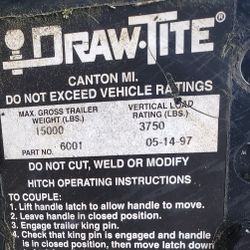 DRAW-TITE®
CANTON MI.
DO NOT EXCEED VEHICLE RATINGS
MAX. GROSS TRAILER WEIGHT (LBS.) VERTICAL LOAD RATING (LBS.)
15000 3750
PART NO. 6001 05-14-97
DO NOT CUT, WELD OR MODIFY
HITCH OPERATING INSTRUCTIONS
TO COUPLE:
1. Lift handle latch to allow handle to move.
2. Leave handle in closed position.
3. Engage trailer king pin.
4. Check that king pin is engaged and handle
is in closed position, then move latch down